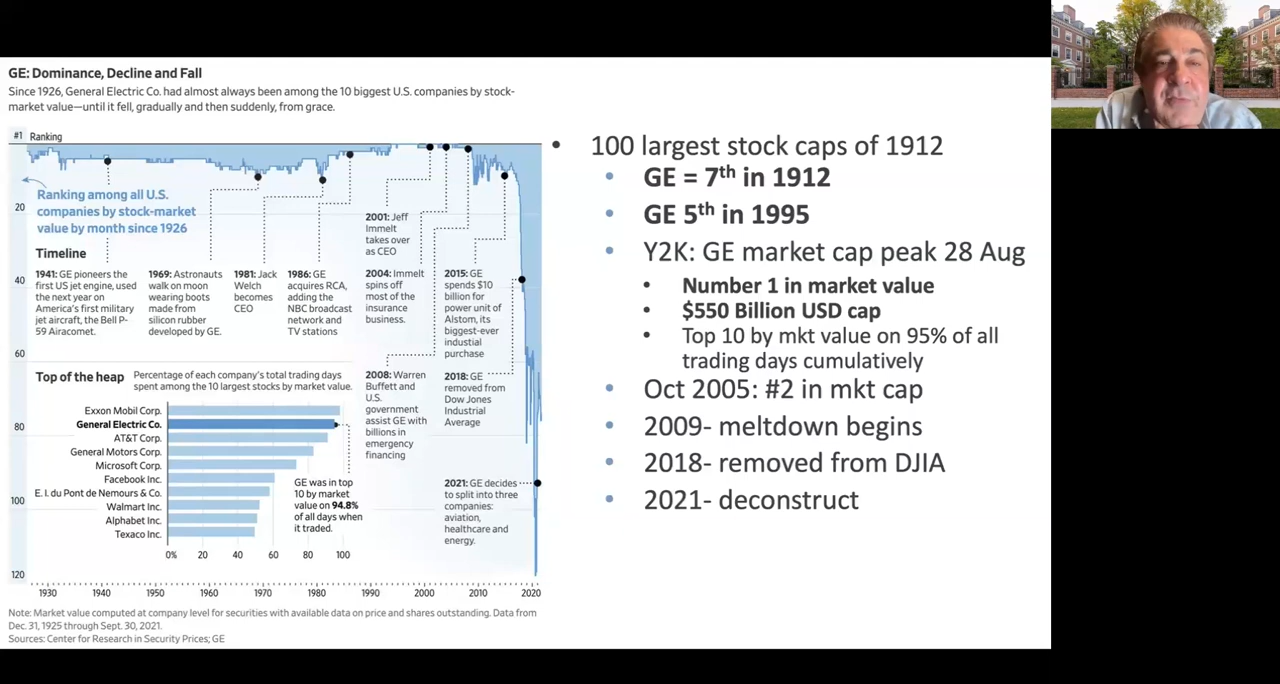 GE: Dominance, Decline and Fall
Since 1926, General Electric Co. had almost always been among the 10 biggest U.S. companies by stock-
market value—until it fell, gradually and then suddenly, from grace.
#1 Ranking
Ranking among all U.S.
companies by stock-market
value by month since 1926
20
40
60
80
100
120
Timeline
1941: GE pioneers the
first US jet engine, used
the next year on
America's first military
jet aircraft, the Bell P-
59 Airacomet.
1969: Astronauts
walk on moon
wearing boots
made from
silicon rubber
developed by GE.
1981: Jack
Welch
becomes
CEO
1986: GE
acquires RCA,
adding the
NBC broadcast
network and
TV stations
2001: Jeff
Immelt
takes over
as CEO
2004: Immelt
spins off
most of the
insurance
business.
2008: Warren
Buffett and
U.S.
government
assist GE with
billions in
emergency
financing
2015: GE
spends $10
billion for
power unit of
Alstom, its
biggest-ever
industial
purchase
2018: GE
removed from
Dow Jones
Industrial
Average
2021: GE decides
to split into three
companies:
aviation,
healthcare and
energy.
Top of the heap
Percentage of each company's total trading days
spent among the 10 largest stocks by market value.
Exxon Mobil Corp.
General Electric Co.
AT&T Corp.
General Motors Corp.
Microsoft Corp.
Facebook Inc.
E. I. du Pont de Nemours & Co.
Walmart Inc.
Alphabet Inc.
Texaco Inc.
0% 20 40 60 80 100
GE was in top
10 by market
value on 94.8%
of all days when
it traded.
1930 1940 1950 1960 1970 1980 1990 2000 2010 2020
Note: Market value computed at company level for securities with available data on price and shares outstanding. Data from
Dec. 31, 1925 through Sept. 30, 2021.
Sources: Center for Research in Security Prices; GE
• 100 largest stock caps of 1912
• GE = 7th in 1912
• GE 5th in 1995
• Y2K: GE market cap peak 28 Aug
• Number 1 in market value
• $550 Billion USD cap
• Top 10 by mkt value on 95% of all
trading days cumulatively
• Oct 2005: #2 in mkt cap
• 2009- meltdown begins
• 2018- removed from DJIA
• 2021- deconstruct